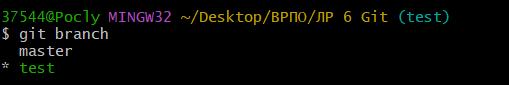 37544@Pocly MINGW32 ~/Desktop/ВРПО/ЛР 6 Git (test)
$ git branch
  master
* test